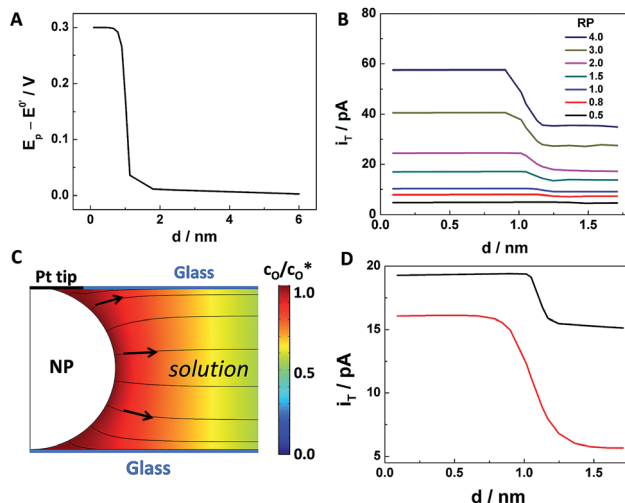 A
E_p – E^0' / V
0.3
0.2
0.1
0.0
0
2
4
6
d / nm
B
i_T / pA
80
60
40
20
0
0.0
0.5
1.0
1.5
d / nm
RP
4.0
3.0
2.0
1.5
1.0
0.8
0.5
C
Pt tip
Glass
NP
solution
Glass
c_O/c_O*
1.0
0.5
0.0
D
i_T / pA
20
15
10
5
0.0
0.5
1.0
1.5
d / nm